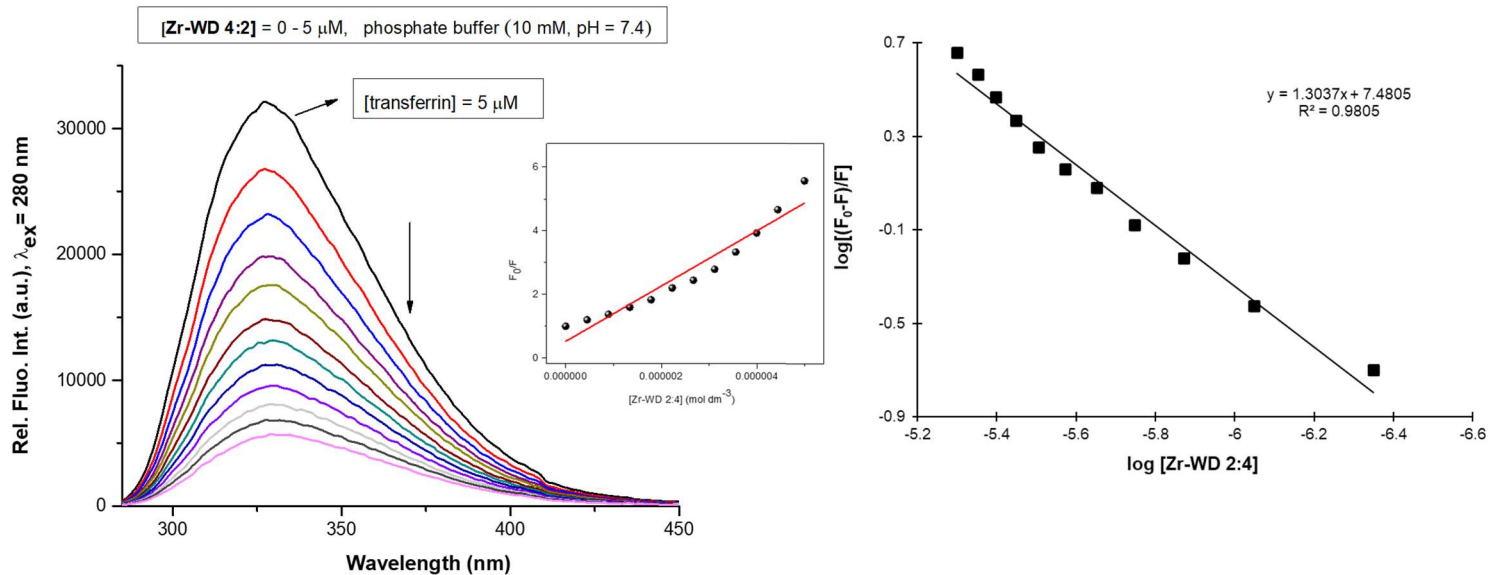 [Zr-WD 4:2] = 0 - 5 μM, phosphate buffer (10 mM, pH = 7.4)
[transferrin] = 5 μM
Rel. Fluo. Int. (a.u.), λex= 280 nm
30000
20000
10000
0
300
350
400
450
Wavelength (nm)
F0/F
6
4
2
0
0.000000
0.000002
0.000004
[Zr-WD 2:4] (mol dm-3)
log[(F0-F)/F]
0.7
0.3
-0.1
-0.5
-0.9
y = 1.3037x + 7.4805
R² = 0.9805
-5.2
-5.4
-5.6
-5.8
-6
-6.2
-6.4
-6.6
log [Zr-WD 2:4]